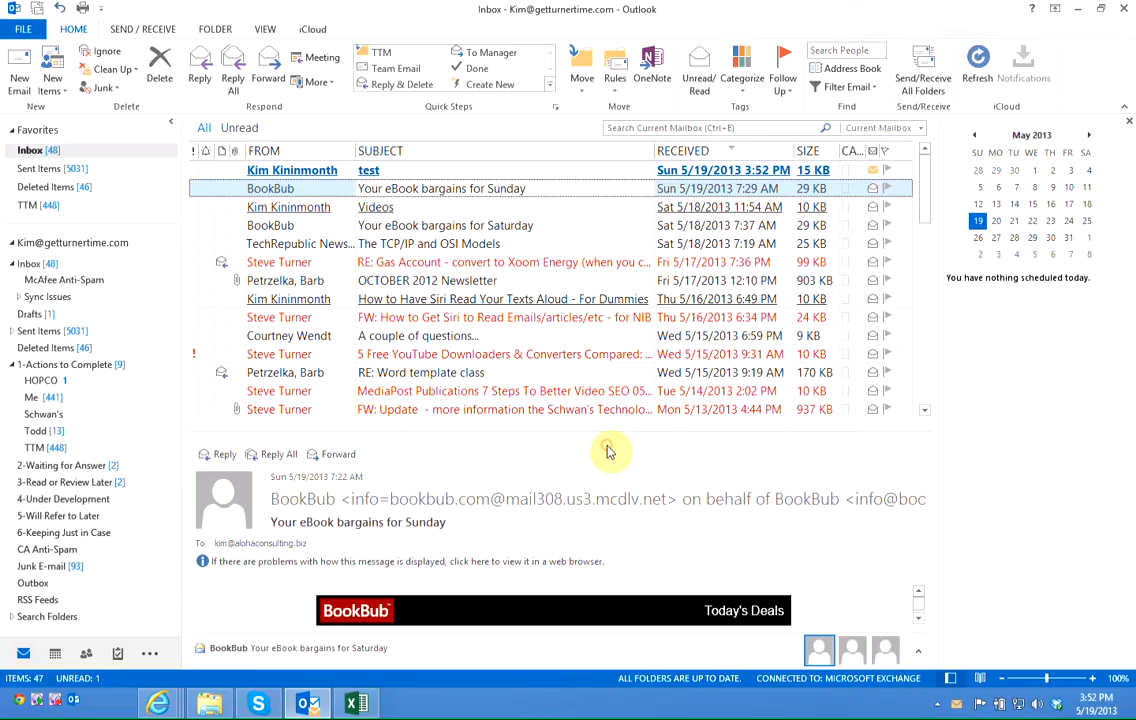 Inbox - Kim@getturnertime.com - Outlook
FILE HOME SEND / RECEIVE FOLDER VIEW iCloud
New Email
New Items
Ignore
Clean Up
Junk
Delete
Reply
Reply All
Forward
Meeting
More
TTM
Team Email
Reply & Delete
To Manager
Done
Create New
Move
Rules
OneNote
Unread/ Read
Categorize
Follow Up
Search People
Address Book
Filter Email
Send/Receive All Folders
Refresh
Notifications
New Delete Respond Quick Steps Move Tags Find Send/Receive iCloud
Favorites
Inbox [48]
Sent Items [5031]
Deleted Items [46]
TTM [448]
Kim@getturnertime.com
Inbox [48]
McAfee Anti-Spam
Sync Issues
Drafts [1]
Sent Items [5031]
Deleted Items [46]
1-Actions to Complete [9]
HOPCO 1
Me [441]
Schwan's
Todd [13]
TTM [448]
2-Waiting for Answer [2]
3-Read or Review Later [2]
4-Under Development
5-Will Refer to Later
6-Keeping Just in Case
CA Anti-Spam
Junk E-mail [93]
Outbox
RSS Feeds
Search Folders
All Unread
Search Current Mailbox (Ctrl+E) Current Mailbox
! FROM SUBJECT RECEIVED SIZE CA...
Kim Kininmonth test Sun 5/19/2013 3:52 PM 15 KB
BookBub Your eBook bargains for Sunday Sun 5/19/2013 7:29 AM 29 KB
Kim Kininmonth Videos Sat 5/18/2013 11:54 AM 10 KB
BookBub Your eBook bargains for Saturday Sat 5/18/2013 7:37 AM 29 KB
TechRepublic News... The TCP/IP and OSI Models Sat 5/18/2013 7:19 AM 25 KB
Steve Turner RE: Gas Account - convert to Xoom Energy (when you c... Fri 5/17/2013 7:36 PM 99 KB
Petrzelka, Barb OCTOBER 2012 Newsletter Fri 5/17/2013 12:10 PM 903 KB
Kim Kininmonth How to Have Siri Read Your Texts Aloud - For Dummies Thu 5/16/2013 6:49 PM 10 KB
Steve Turner FW: How to Get Siri to Read Emails/articles/etc - for NIB Thu 5/16/2013 6:34 PM 24 KB
Courtney Wendt A couple of questions... Wed 5/15/2013 6:59 PM 9 KB
! Steve Turner 5 Free YouTube Downloaders & Converters Compared: ... Wed 5/15/2013 9:31 AM 10 KB
Petrzelka, Barb RE: Word template class Wed 5/15/2013 9:19 AM 170 KB
Steve Turner MediaPost Publications 7 Steps To Better Video SEO 05... Tue 5/14/2013 2:02 PM 10 KB
Steve Turner FW: Update - more information the Schwan's Technolo... Mon 5/13/2013 4:44 PM 937 KB
Reply Reply All Forward
Sun 5/19/2013 7:22 AM
BookBub <info=bookbub.com@mail308.us3.mcdlv.net> on behalf of BookBub <info@boc
Your eBook bargains for Sunday
To kim@alohaconsulting.biz
If there are problems with how this message is displayed, click here to view it in a web browser.
BookBub Today's Deals
BookBub Your eBook bargains for Saturday
May 2013
SU MO TU WE TH FR SA
28 29 30 1 2 3 4
5 6 7 8 9 10 11
12 13 14 15 16 17 18
19 20 21 22 23 24 25
26 27 28 29 30 31 1
2 3 4 5 6 7 8
You have nothing scheduled today.
ITEMS: 47 UNREAD: 1 ALL FOLDERS ARE UP TO DATE. CONNECTED TO: MICROSOFT EXCHANGE 100%
3:52 PM
5/19/2013